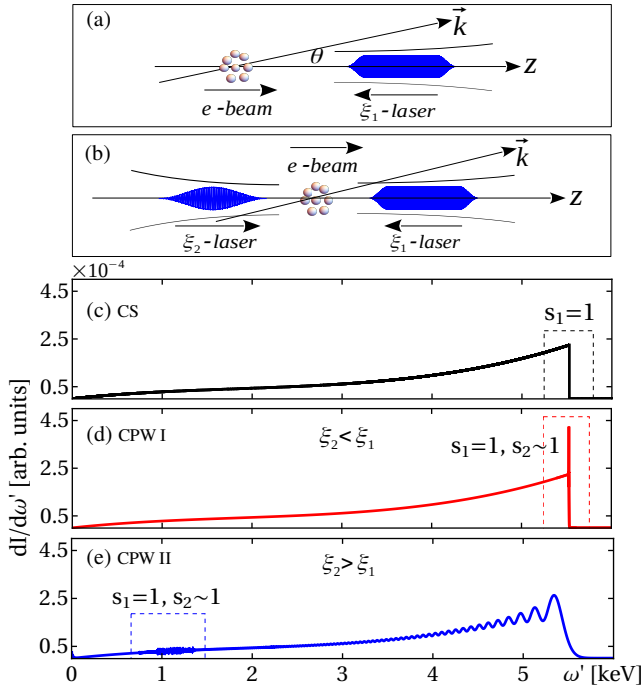 (a)
θ
k⃗
z
e -beam
ξ₁-laser
(b)
e -beam
k⃗
z
ξ₂-laser
ξ₁-laser
×10⁻⁴
4.5
(c) CS
s₁=1
2.5
0.5
4.5
(d) CPW I
ξ₂< ξ₁
s₁=1, s₂~1
2.5
0.5
4.5
(e) CPW II
ξ₂> ξ₁
2.5
s₁=1, s₂~1
0.5
dI/dω' [arb. units]
0 1 2 3 4 5 ω' [keV]